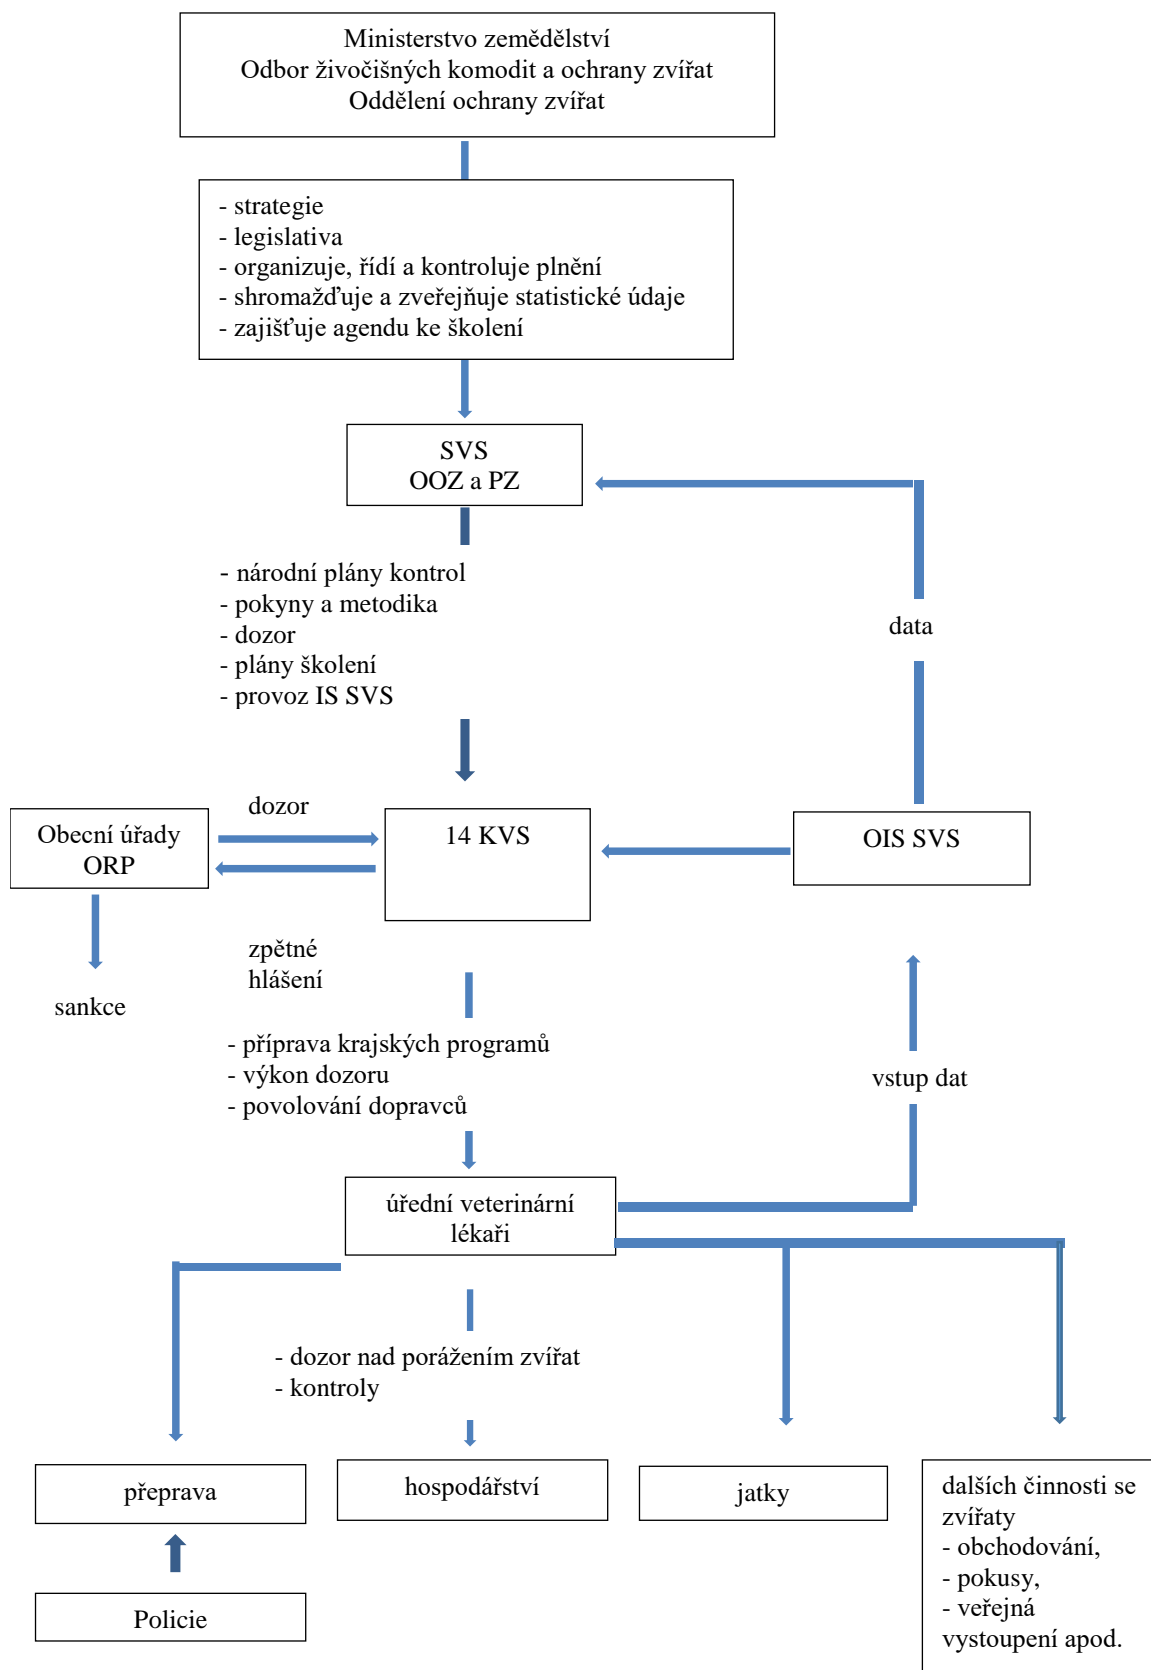 Ministerstvo zemědělství
Odbor živočišných komodit a ochrany zvířat
Oddělení ochrany zvířat
- strategie
- legislativa
- organizuje, řídí a kontroluje plnění
- shromažďuje a zveřejňuje statistické údaje
- zajišťuje agendu ke školení
SVS
OOZ a PZ
- národní plány kontrol
- pokyny a metodika
- dozor
- plány školení
- provoz IS SVS
data
dozor
Obecní úřady
ORP
14 KVS
OIS SVS
zpětné
hlášení
sankce
- příprava krajských programů
- výkon dozoru
- povolování dopravců
vstup dat
úřední veterinární
lékaři
- dozor nad porážením zvířat
- kontroly
přeprava
hospodářství
jatky
dalších činnosti se
zvířaty
- obchodování,
- pokusy,
- veřejná
vystoupení apod.
Policie